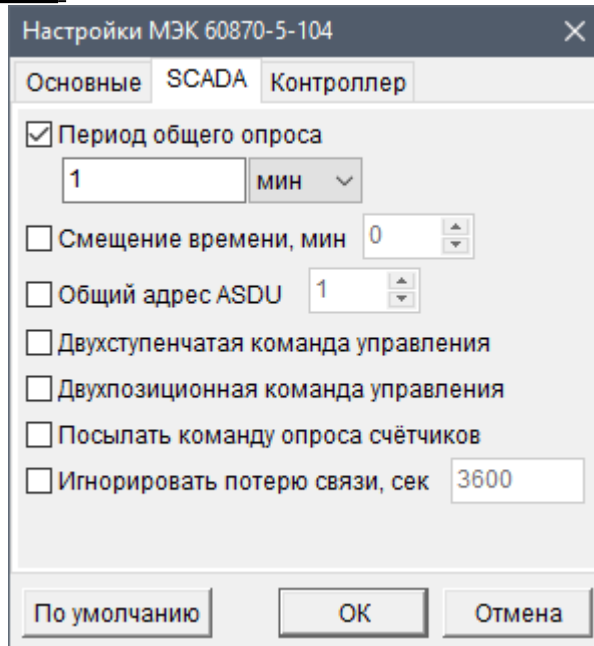 Настройки МЭК 60870-5-104
Основные SCADA Контроллер
Период общего опроса
1 мин
Смещение времени, мин 0
Общий адрес ASDU 1
Двухступенчатая команда управления
Двухпозиционная команда управления
Посылать команду опроса счётчиков
Игнорировать потерю связи, сек 3600
По умолчанию ОК Отмена